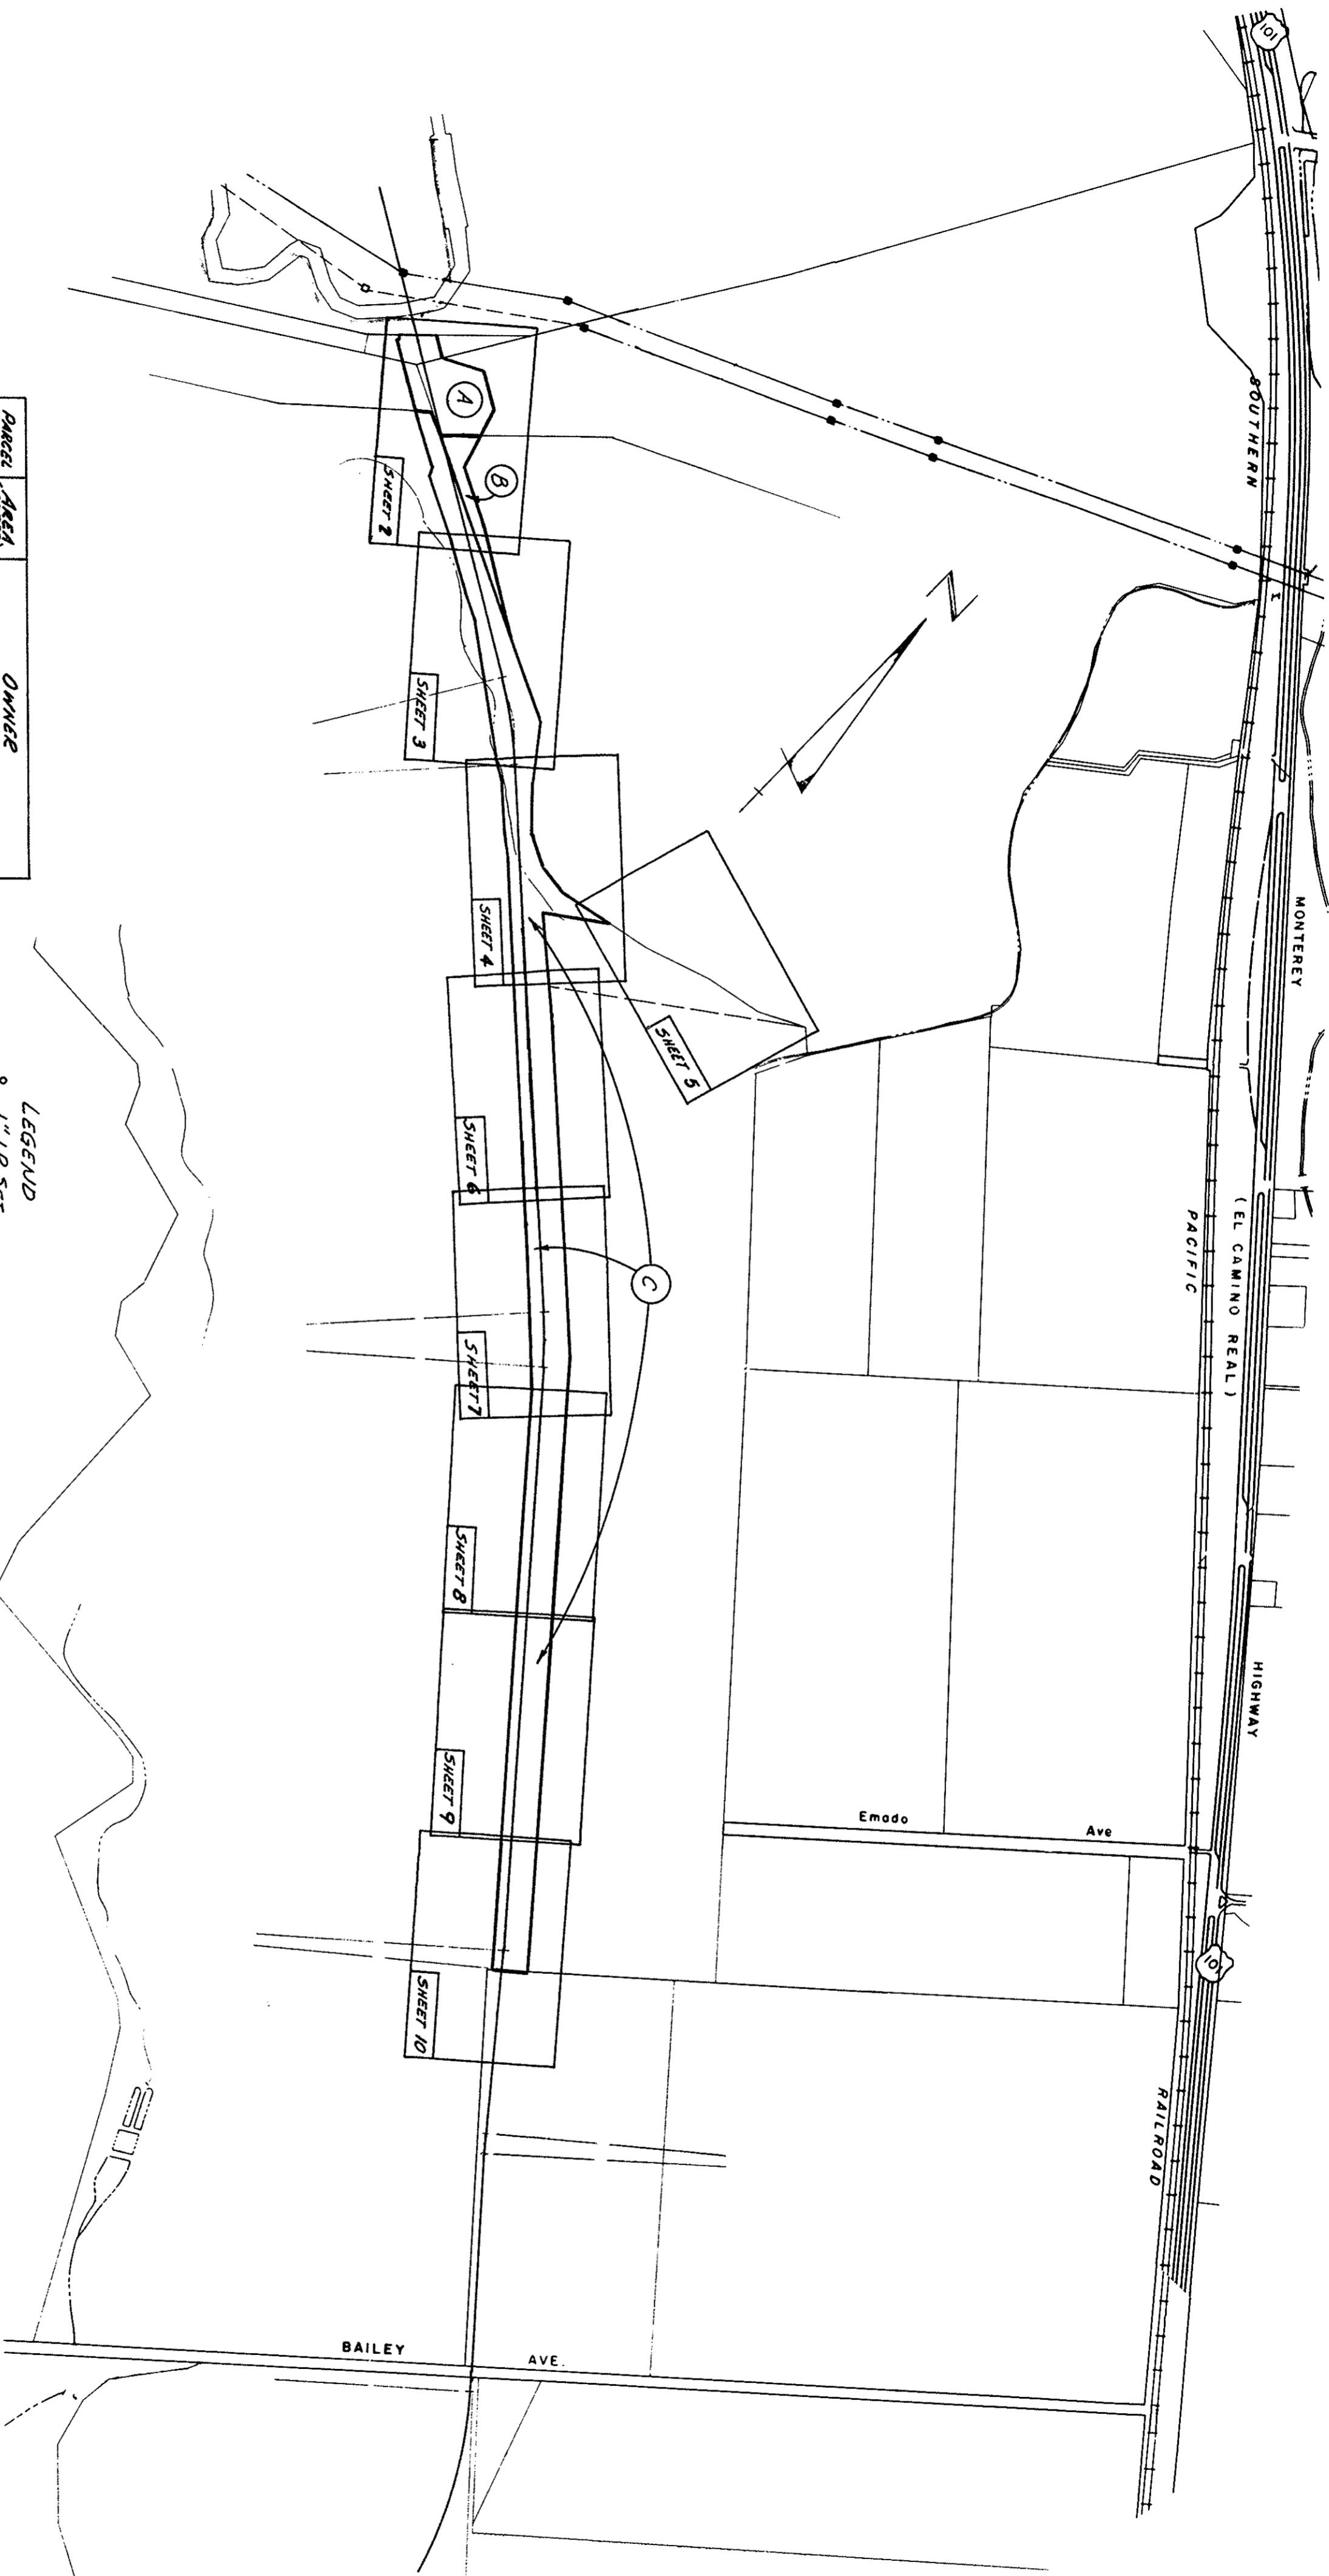 101
SOUTHERN
MONTEREY
PACIFIC
( EL CAMINO REAL )
HIGHWAY
101
RAILROAD
N
A
B
C
SHEET 2
SHEET 3
SHEET 4
SHEET 5
SHEET 6
SHEET 7
SHEET 8
SHEET 9
SHEET 10
Emado Ave
BAILEY AVE.
PARCEL AREA OWNER
LEGEND